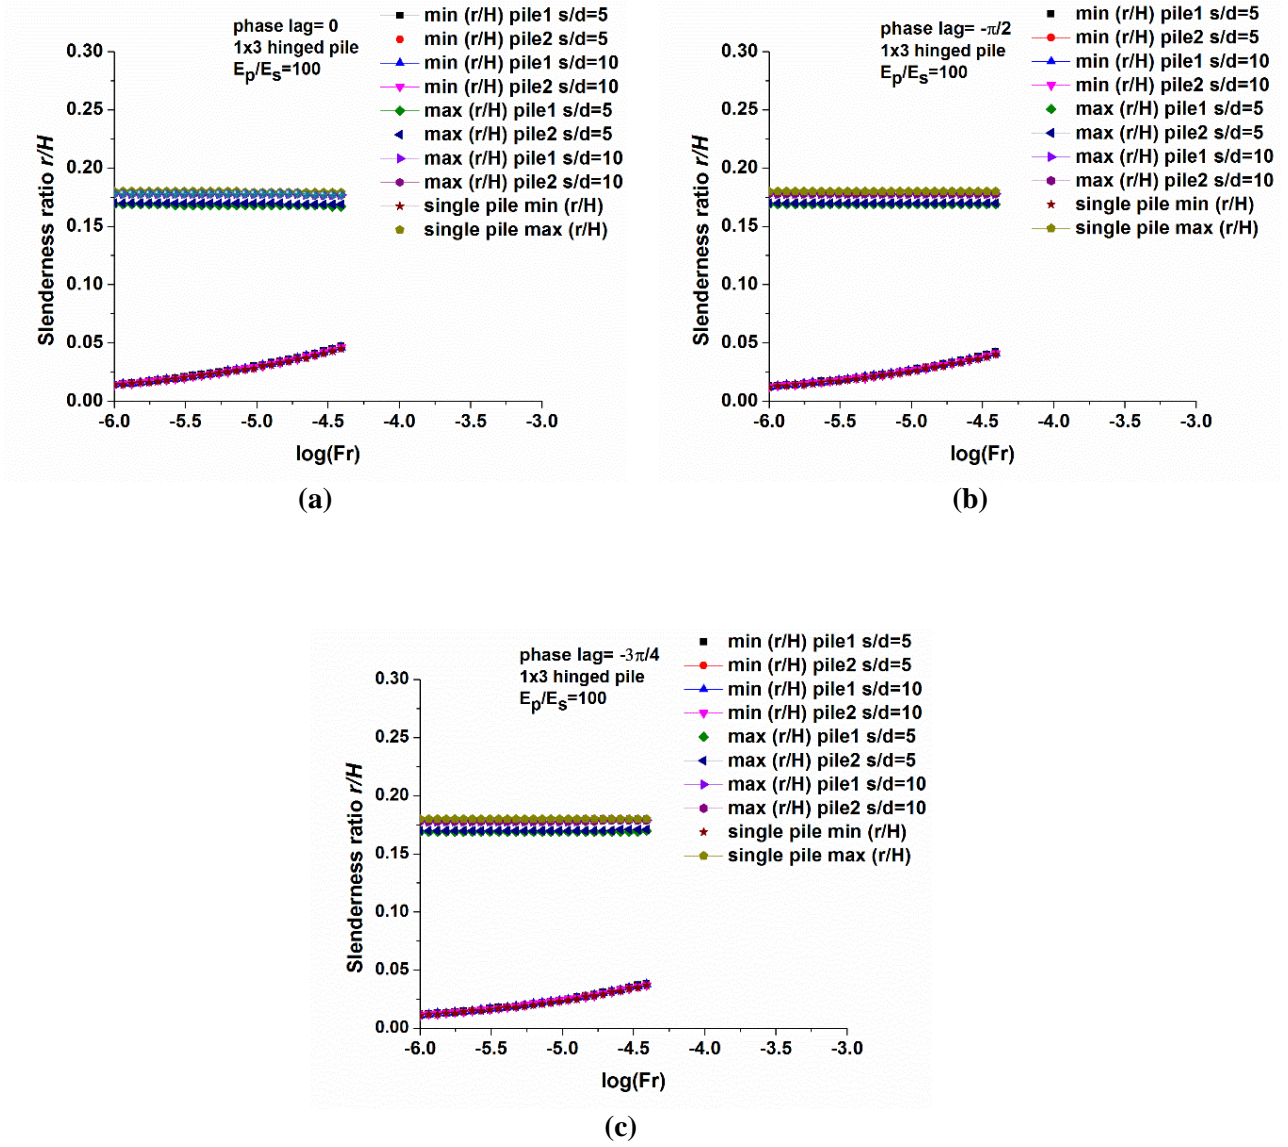 phase lag= 0
1x3 hinged pile
Ep/Es=100
min (r/H) pile1 s/d=5
min (r/H) pile2 s/d=5
min (r/H) pile1 s/d=10
min (r/H) pile2 s/d=10
max (r/H) pile1 s/d=5
max (r/H) pile2 s/d=5
max (r/H) pile1 s/d=10
max (r/H) pile2 s/d=10
single pile min (r/H)
single pile max (r/H)
Slenderness ratio r/H
0.30
0.25
0.20
0.15
0.10
0.05
0.00
-6.0 -5.5 -5.0 -4.5 -4.0 -3.5 -3.0
log(Fr)
(a)
phase lag= -π/2
1x3 hinged pile
Ep/Es=100
min (r/H) pile1 s/d=5
min (r/H) pile2 s/d=5
min (r/H) pile1 s/d=10
min (r/H) pile2 s/d=10
max (r/H) pile1 s/d=5
max (r/H) pile2 s/d=5
max (r/H) pile1 s/d=10
max (r/H) pile2 s/d=10
single pile min (r/H)
single pile max (r/H)
Slenderness ratio r/H
0.30
0.25
0.20
0.15
0.10
0.05
0.00
-6.0 -5.5 -5.0 -4.5 -4.0 -3.5 -3.0
log(Fr)
(b)
phase lag= -3π/4
1x3 hinged pile
Ep/Es=100
min (r/H) pile1 s/d=5
min (r/H) pile2 s/d=5
min (r/H) pile1 s/d=10
min (r/H) pile2 s/d=10
max (r/H) pile1 s/d=5
max (r/H) pile2 s/d=5
max (r/H) pile1 s/d=10
max (r/H) pile2 s/d=10
single pile min (r/H)
single pile max (r/H)
Slenderness ratio r/H
0.30
0.25
0.20
0.15
0.10
0.05
0.00
-6.0 -5.5 -5.0 -4.5 -4.0 -3.5 -3.0
log(Fr)
(c)